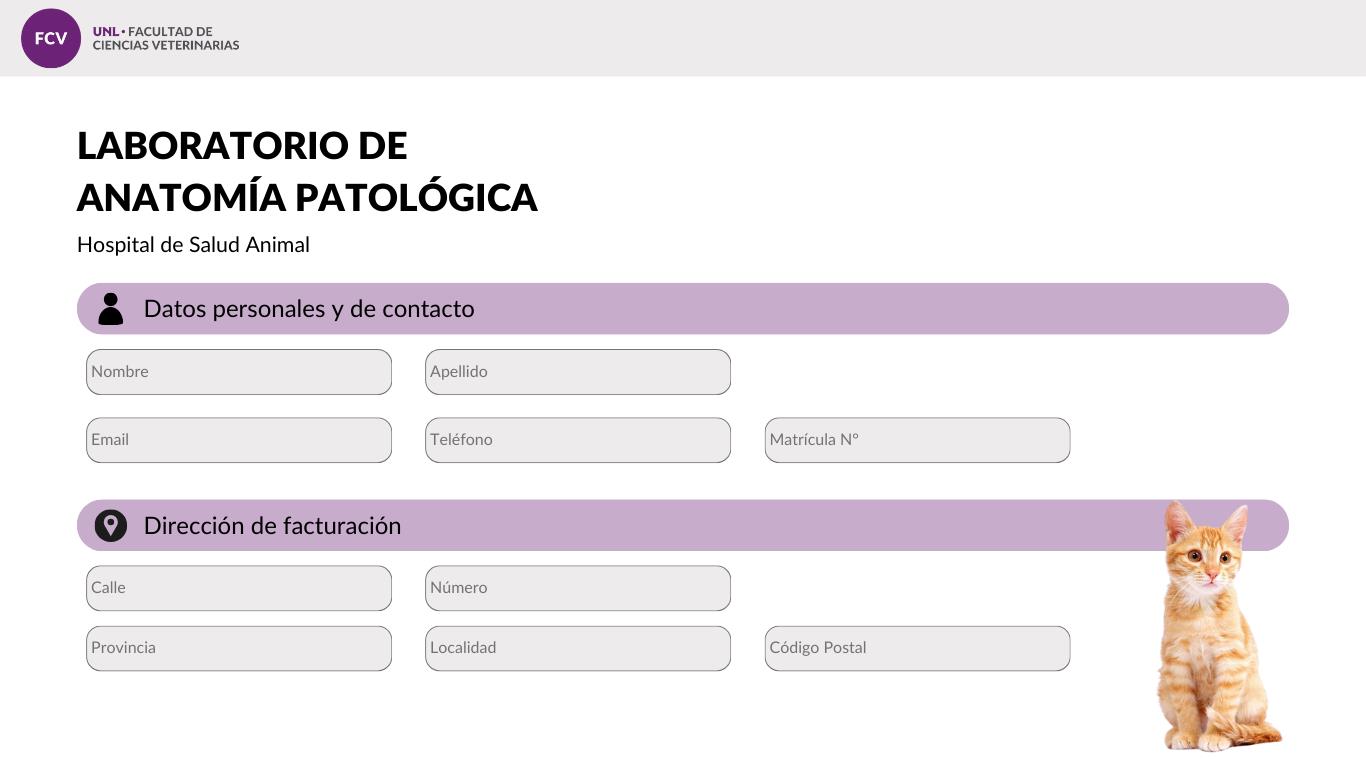 FCV
UNL • FACULTAD DE
CIENCIAS VETERINARIAS
LABORATORIO DE
ANATOMÍA PATOLÓGICA
Hospital de Salud Animal
Datos personales y de contacto
Nombre
Apellido
Email
Teléfono
Matrícula N°
Dirección de facturación
Calle
Número
Provincia
Localidad
Código Postal